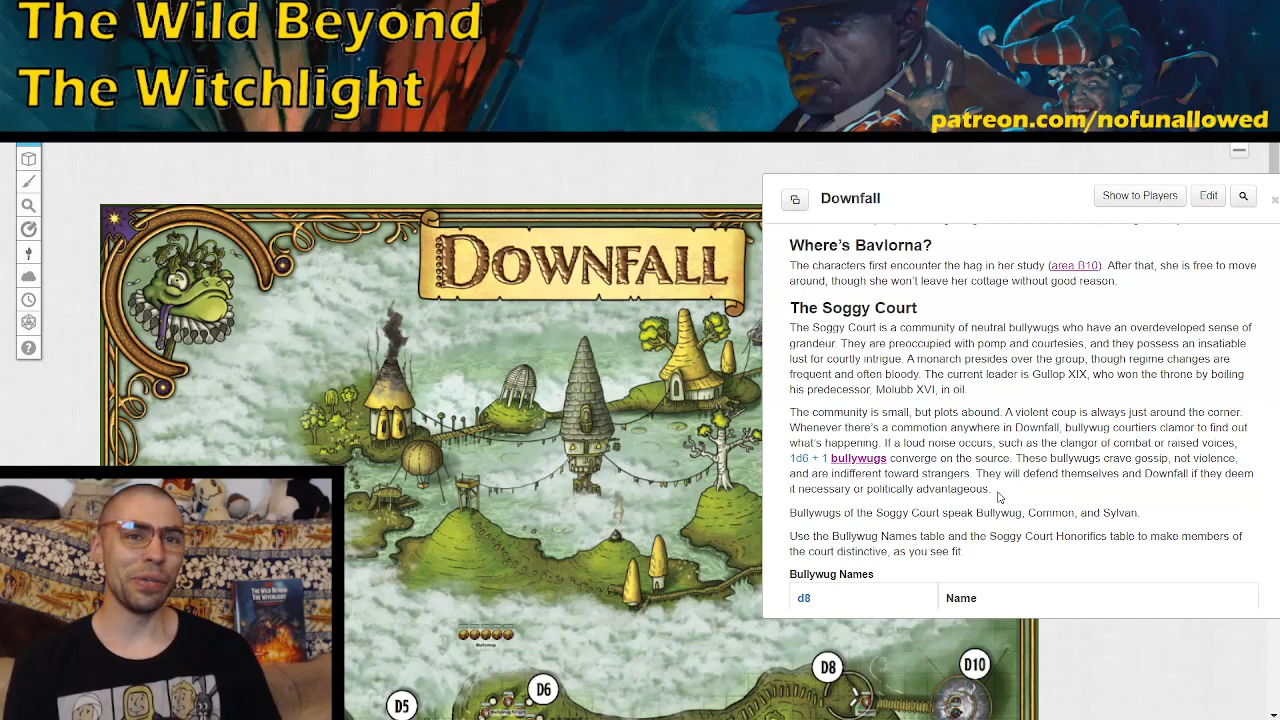 The Wild Beyond
The Witchlight
patreon.com/nofunallowed
Downfall
Show to Players
Edit
Where's Bavlorna?
The characters first encounter the hag in her study (area B10). After that, she is free to move
around, though she won't leave her cottage without good reason.
The Soggy Court
The Soggy Court is a community of neutral bullywugs who have an overdeveloped sense of
grandeur. They are preoccupied with pomp and courtesies, and they possess an insatiable
lust for courtly intrigue. A monarch presides over the group, though regime changes are
frequent and often bloody. The current leader is Gullop XIX, who won the throne by boiling
his predecessor, Molubb XVI, in oil.
The community is small, but plots abound. A violent coup is always just around the corner.
Whenever there's a commotion anywhere in Downfall, bullywug courtiers clamor to find out
what's happening. If a loud noise occurs, such as the clangor of combat or raised voices,
1d6 + 1 bullywugs converge on the source. These bullywugs crave gossip, not violence,
and are indifferent toward strangers. They will defend themselves and Downfall if they deem
it necessary or politically advantageous.
Bullywugs of the Soggy Court speak Bullywug, Common, and Sylvan.
Use the Bullywug Names table and the Soggy Court Honorifics table to make members of
the court distinctive, as you see fit.
Bullywug Names
d8
Name
DOWNFALL
THE WILD BEYOND
THE WITCHLIGHT
Bullywug
D5
D6
D8
D10
Bullywug Knight